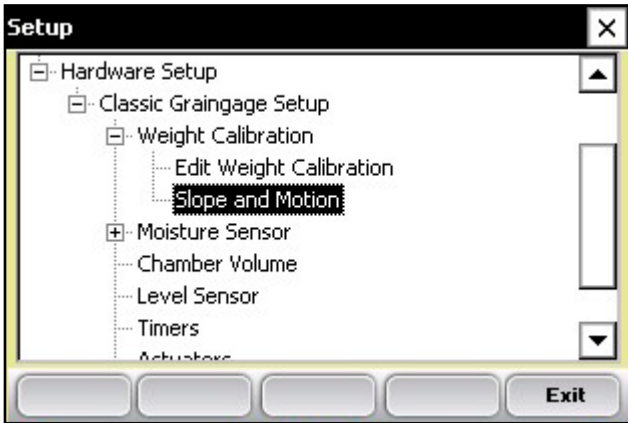 Setup
Hardware Setup
Classic Graingage Setup
Weight Calibration
Edit Weight Calibration
Slope and Motion
Moisture Sensor
Chamber Volume
Level Sensor
Timers
Actuators
Exit